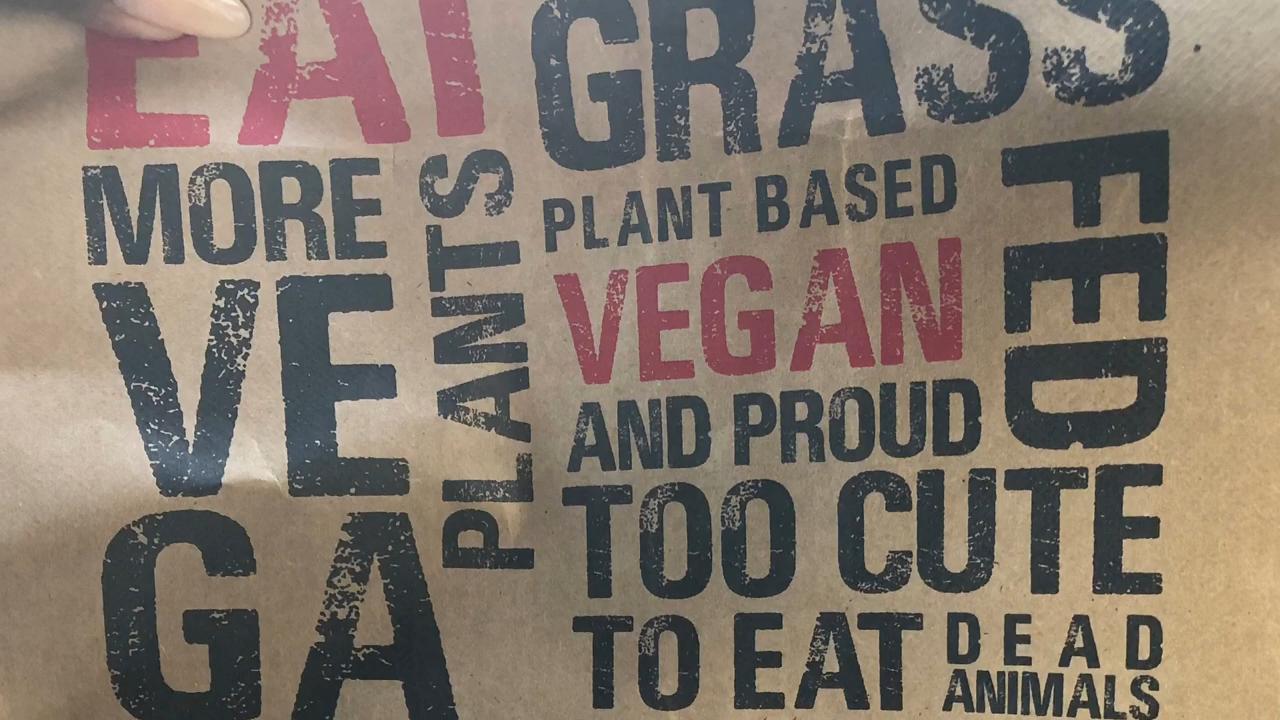 EAT
MORE
PLANTS
VE
GA
GRASS
FED
PLANT BASED
VEGAN
AND PROUD
TOO CUTE
TO EAT DEAD
ANIMALS